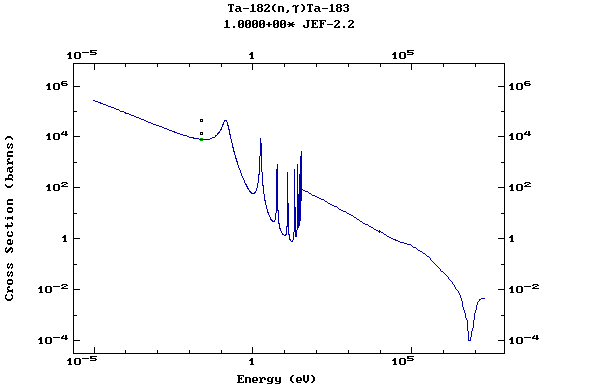 Ta-182(n,γ)Ta-183
1.0000+00* JEF-2.2
10⁻⁵ 1 10⁵
10⁶ 10⁶
10⁴ 10⁴
10² 10²
1 1
10⁻² 10⁻²
10⁻⁴ 10⁻⁴
10⁻⁵ 1 10⁵
Cross Section (barns)
Energy (eV)